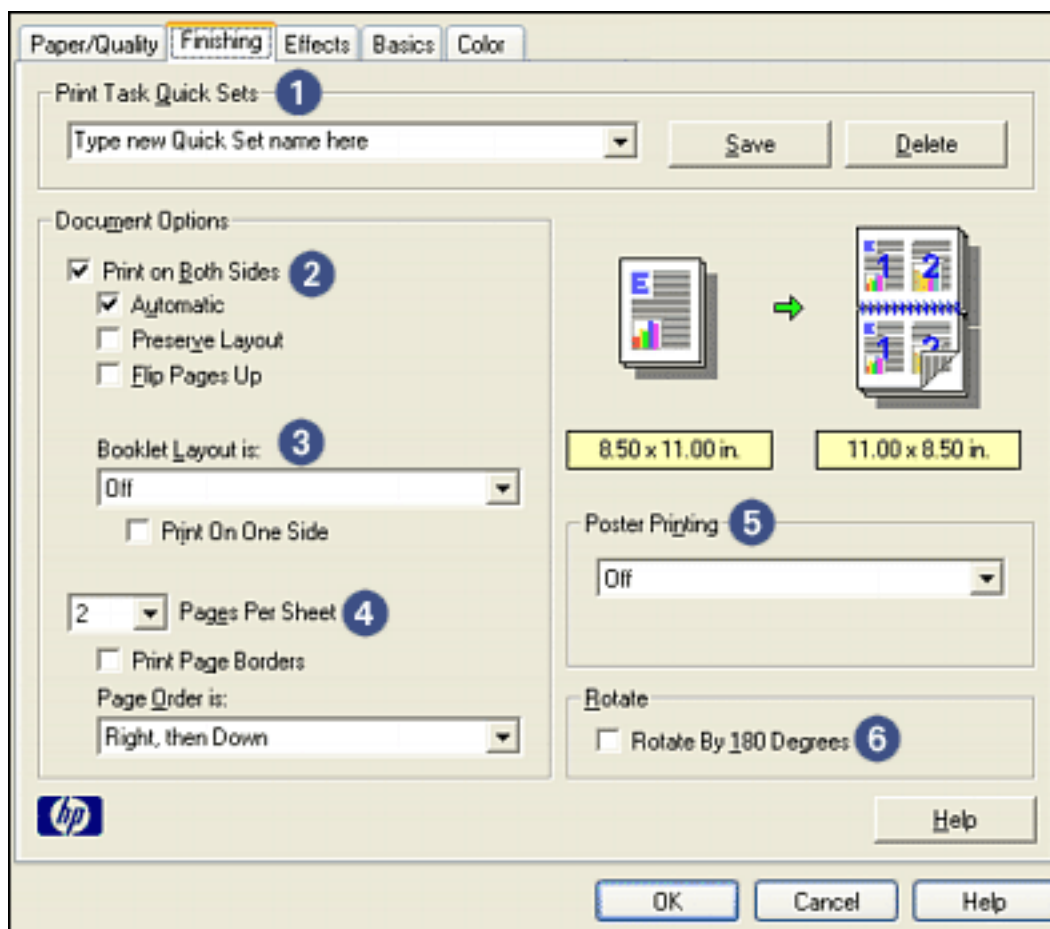 Paper/Quality Finishing Effects Basics Color
Print Task Quick Sets 1
Type new Quick Set name here Save Delete
Document Options
Print on Both Sides 2
Automatic
Preserve Layout
Flip Pages Up
Booklet Layout is: 3
Off
Print On One Side
2 Pages Per Sheet 4
Print Page Borders
Page Order is:
Right, then Down
E
E 1 2
E 1 2
8.50 x 11.00 in. 11.00 x 8.50 in.
Poster Printing 5
Off
Rotate
Rotate By 180 Degrees 6
hp
Help
OK Cancel Help